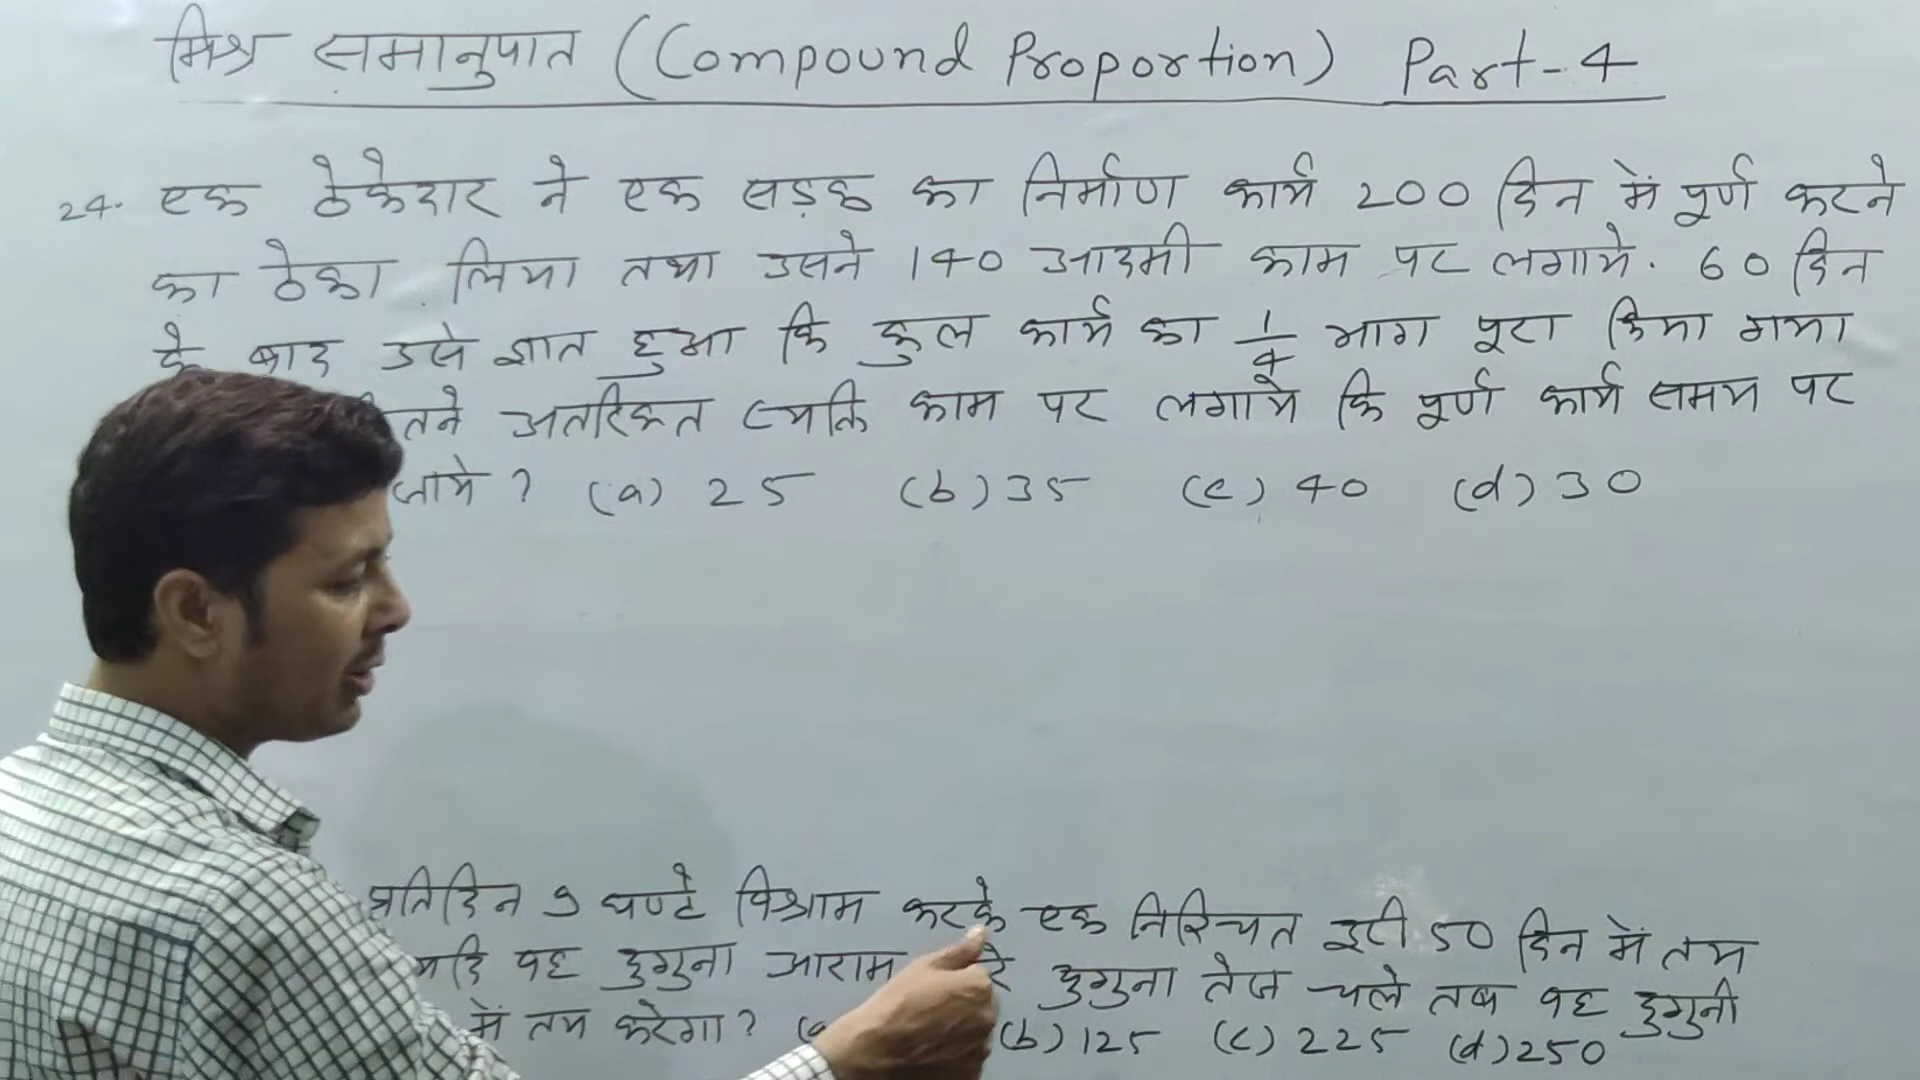 मिश्र समानुपात (Compound Proportion) Part-4
24. एक ठेकेदार ने एक सड़क का निर्माण कार्य 200 दिन में पूर्ण करने
का ठेका लिया तथा उसने 140 आदमी काम पर लगाये. 60 दिन
के बाद उसे ज्ञात हुआ कि कुल कार्य का 1/4 भाग पूरा किया गया
तने अतरिक्त व्यक्ति काम पर लगाये कि पूर्ण कार्य समय पर
जाये ? (a) 25 (b) 35 (c) 40 (d) 30
प्रतिदिन 9 घण्टे विश्राम करके एक निश्चित दूरी 50 दिन में तय
यदि वह दुगुना आराम रे दुगुना तेज चले तब वह दुगुनी
में तय करेगा? (a (b) 125 (c) 225 (d) 250